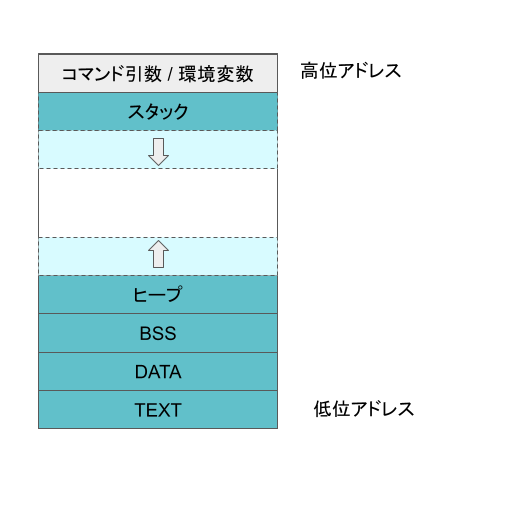 コマンド引数 / 環境変数
高位アドレス
スタック
ヒープ
BSS
DATA
TEXT
低位アドレス